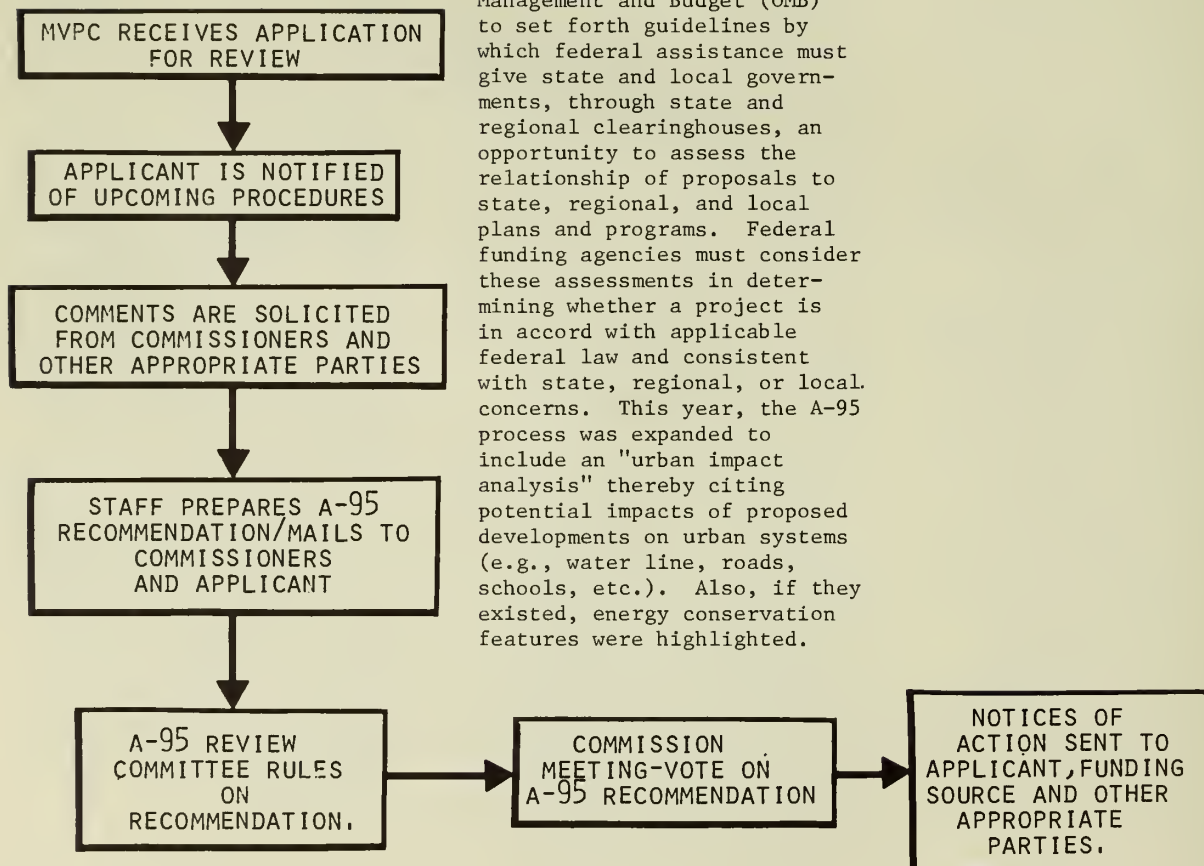 MVPC RECEIVES APPLICATION
FOR REVIEW
APPLICANT IS NOTIFIED
OF UPCOMING PROCEDURES
COMMENTS ARE SOLICITED
FROM COMMISSIONERS AND
OTHER APPROPRIATE PARTIES
STAFF PREPARES A-95
RECOMMENDATION/MAILS TO
COMMISSIONERS
AND APPLICANT
A-95 REVIEW
COMMITTEE RULES
ON
RECOMMENDATION.
COMMISSION
MEETING-VOTE ON
A-95 RECOMMENDATION
NOTICES OF
ACTION SENT TO
APPLICANT, FUNDING
SOURCE AND OTHER
APPROPRIATE
PARTIES.
Management and Budget (OMB)
to set forth guidelines by
which federal assistance must
give state and local govern-
ments, through state and
regional clearinghouses, an
opportunity to assess the
relationship of proposals to
state, regional, and local
plans and programs. Federal
funding agencies must consider
these assessments in deter-
mining whether a project is
in accord with applicable
federal law and consistent
with state, regional, or local
concerns. This year, the A-95
process was expanded to
include an "urban impact
analysis" thereby citing
potential impacts of proposed
developments on urban systems
(e.g., water line, roads,
schools, etc.). Also, if they
existed, energy conservation
features were highlighted.